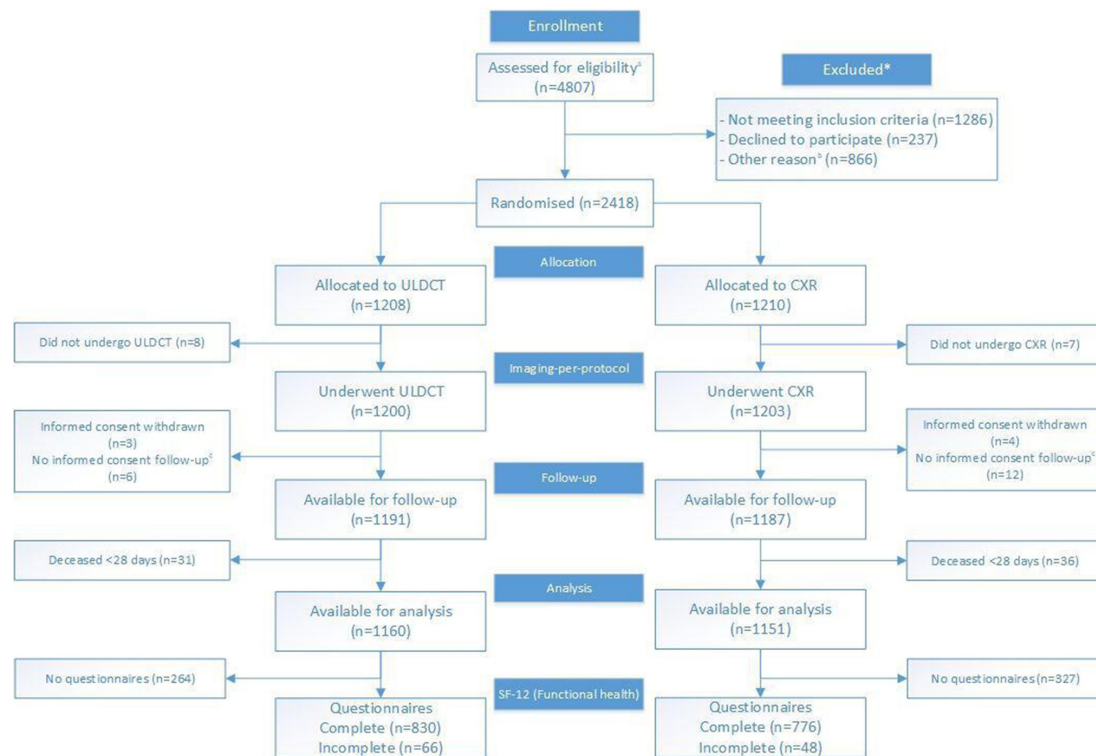 Enrollment
Assessed for eligibilityᵃ
(n=4807)
Excluded*
- Not meeting inclusion criteria (n=1286)
- Declined to participate (n=237)
- Other reasonᵇ (n=866)
Randomised (n=2418)
Allocation
Allocated to ULDCT
(n=1208)
Allocated to CXR
(n=1210)
Did not undergo ULDCT (n=8)
Did not undergo CXR (n=7)
Imaging-per-protocol
Underwent ULDCT
(n=1200)
Underwent CXR
(n=1203)
Informed consent withdrawn
(n=3)
No informed consent follow-upᶜ
(n=6)
Informed consent withdrawn
(n=4)
No informed consent follow-upᶜ
(n=12)
Follow-up
Available for follow-up
(n=1191)
Available for follow-up
(n=1187)
Deceased <28 days (n=31)
Deceased <28 days (n=36)
Analysis
Available for analysis
(n=1160)
Available for analysis
(n=1151)
No questionnaires (n=264)
No questionnaires (n=327)
SF-12 (Functional health)
Questionnaires
Complete (n=830)
Incomplete (n=66)
Questionnaires
Complete (n=776)
Incomplete (n=48)